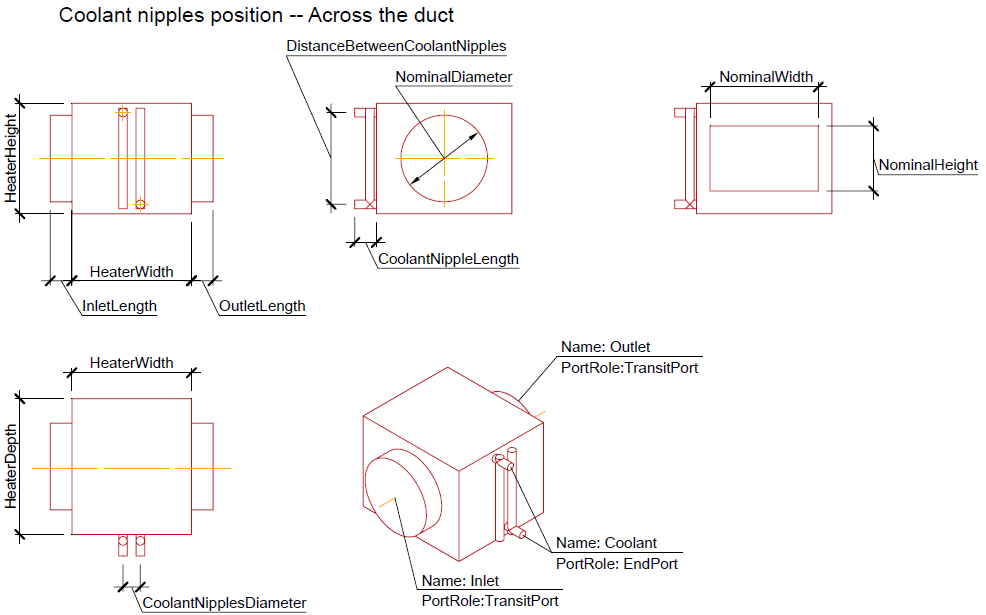 Coolant nipples position -- Across the duct
DistanceBetweenCoolantNipples
NominalDiameter
NominalWidth
HeaterHeight
NominalHeight
CoolantNippleLength
HeaterWidth
InletLength
OutletLength
HeaterWidth
Name: Outlet
PortRole:TransitPort
HeaterDepth
Name: Coolant
PortRole: EndPort
Name: Inlet
PortRole:TransitPort
CoolantNipplesDiameter